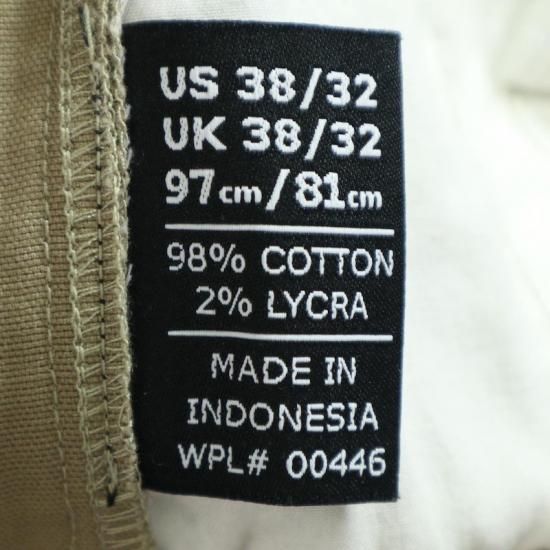 US 38/32
UK 38/32
97cm/81cm
98% COTTON
2% LYCRA
MADE IN
INDONESIA
WPL# 00446